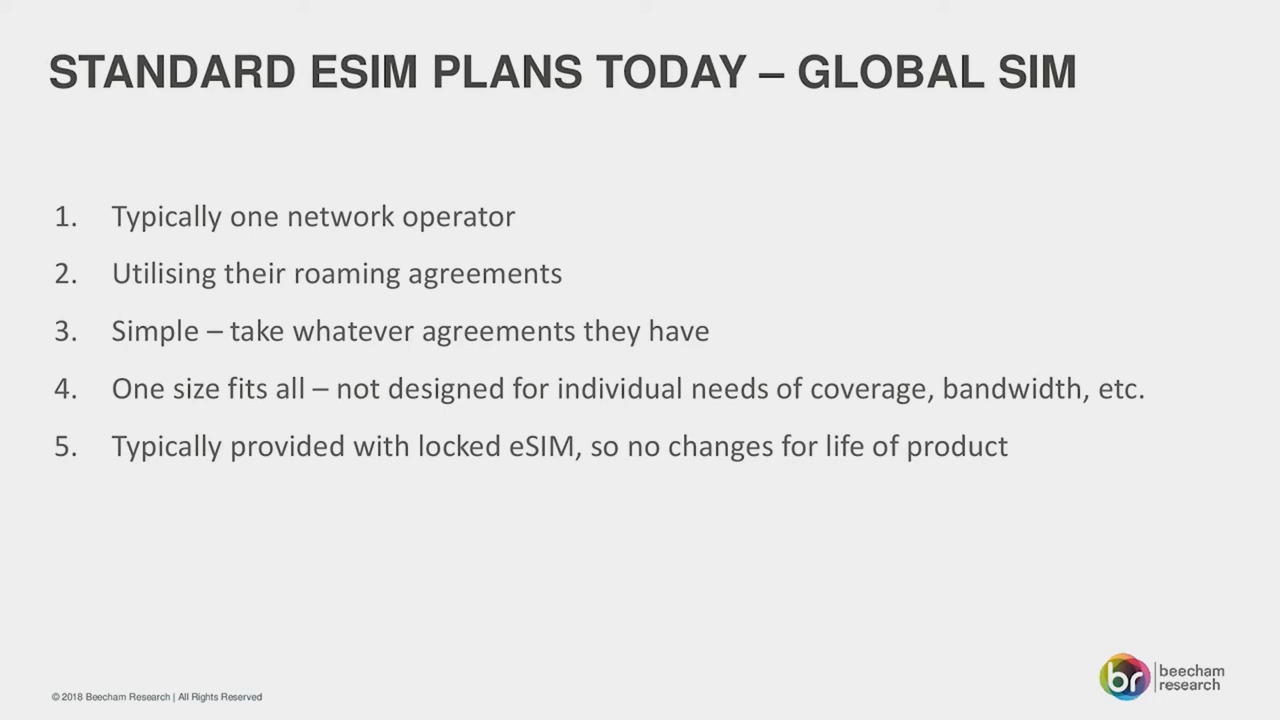 STANDARD ESIM PLANS TODAY – GLOBAL SIM
1. Typically one network operator
2. Utilising their roaming agreements
3. Simple – take whatever agreements they have
4. One size fits all – not designed for individual needs of coverage, bandwidth, etc.
5. Typically provided with locked eSIM, so no changes for life of product
© 2018 Beecham Research | All Rights Reserved
br
beecham
research